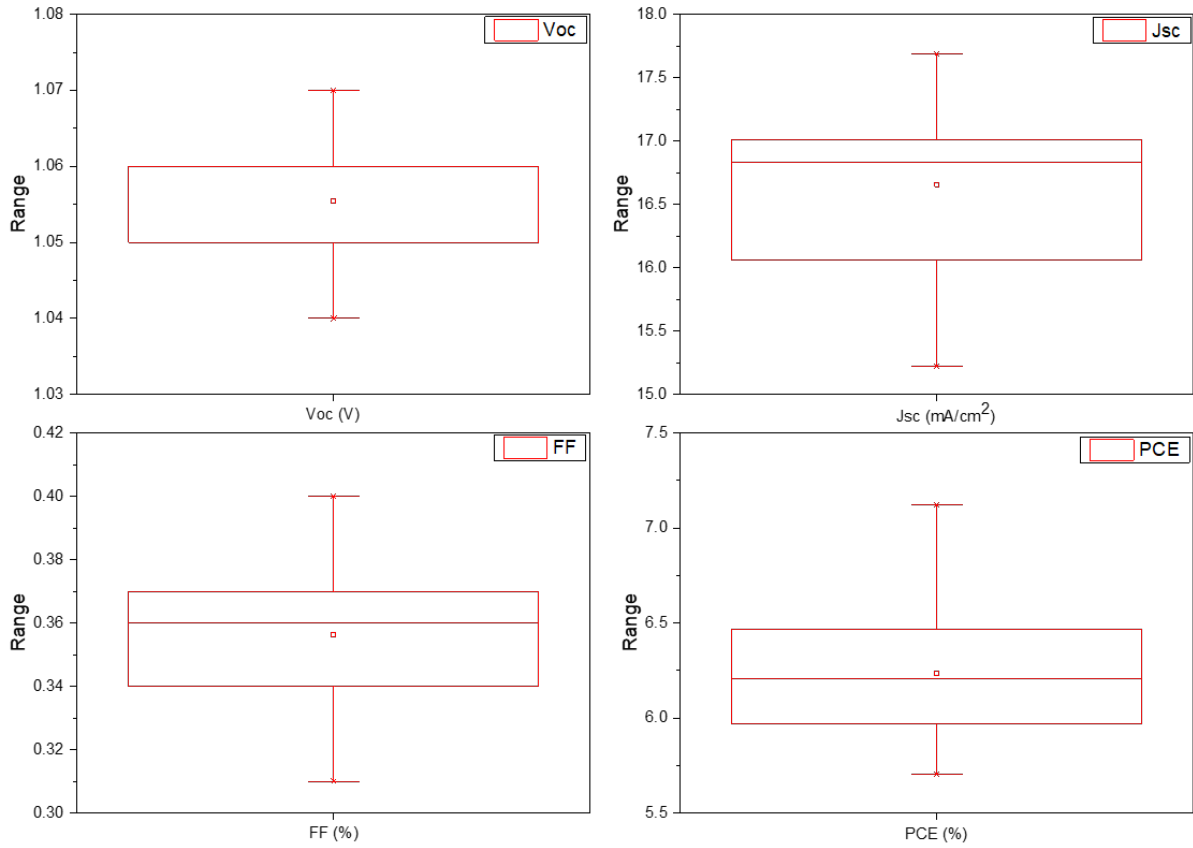 1.08
1.07
1.06
1.05
1.04
1.03
Range
Voc
Voc (V)
18.0
17.5
17.0
16.5
16.0
15.5
15.0
Range
Jsc
Jsc (mA/cm²)
0.42
0.40
0.38
0.36
0.34
0.32
0.30
Range
FF
FF (%)
7.5
7.0
6.5
6.0
5.5
Range
PCE
PCE (%)